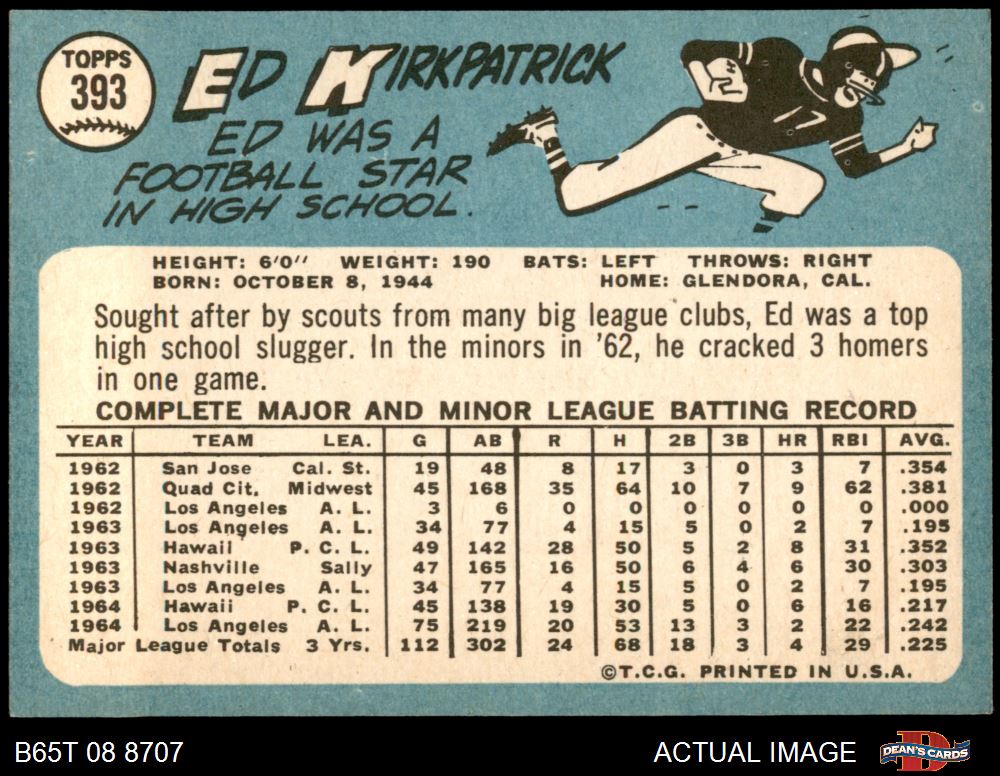 TOPPS
393
ED KIRKPATRICK
ED WAS A
FOOTBALL STAR
IN HIGH SCHOOL.
17
HEIGHT: 6'0" WEIGHT: 190 BATS: LEFT THROWS: RIGHT
BORN: OCTOBER 8, 1944 HOME: GLENDORA, CAL.
Sought after by scouts from many big league clubs, Ed was a top
high school slugger. In the minors in '62, he cracked 3 homers
in one game.
COMPLETE MAJOR AND MINOR LEAGUE BATTING RECORD
YEAR TEAM LEA. G AB R H 2B 3B HR RBI AVG.
1962 San Jose Cal. St. 19 48 8 17 3 0 3 7 .354
1962 Quad Cit. Midwest 45 168 35 64 10 7 9 62 .381
1962 Los Angeles A. L. 3 6 0 0 0 0 0 0 .000
1963 Los Angeles A. L. 34 77 4 15 5 0 2 7 .195
1963 Hawaii P. C. L. 49 142 28 50 5 2 8 31 .352
1963 Nashville Sally 47 165 16 50 6 4 6 30 .303
1963 Los Angeles A. L. 34 77 4 15 5 0 2 7 .195
1964 Hawaii P. C. L. 45 138 19 30 5 0 6 16 .217
1964 Los Angeles A. L. 75 219 20 53 13 3 2 22 .242
Major League Totals 3 Yrs. 112 302 24 68 18 3 4 29 .225
©T.C.G. PRINTED IN U.S.A.
B65T 08 8707 ACTUAL IMAGE
D
DEAN'S CARDS